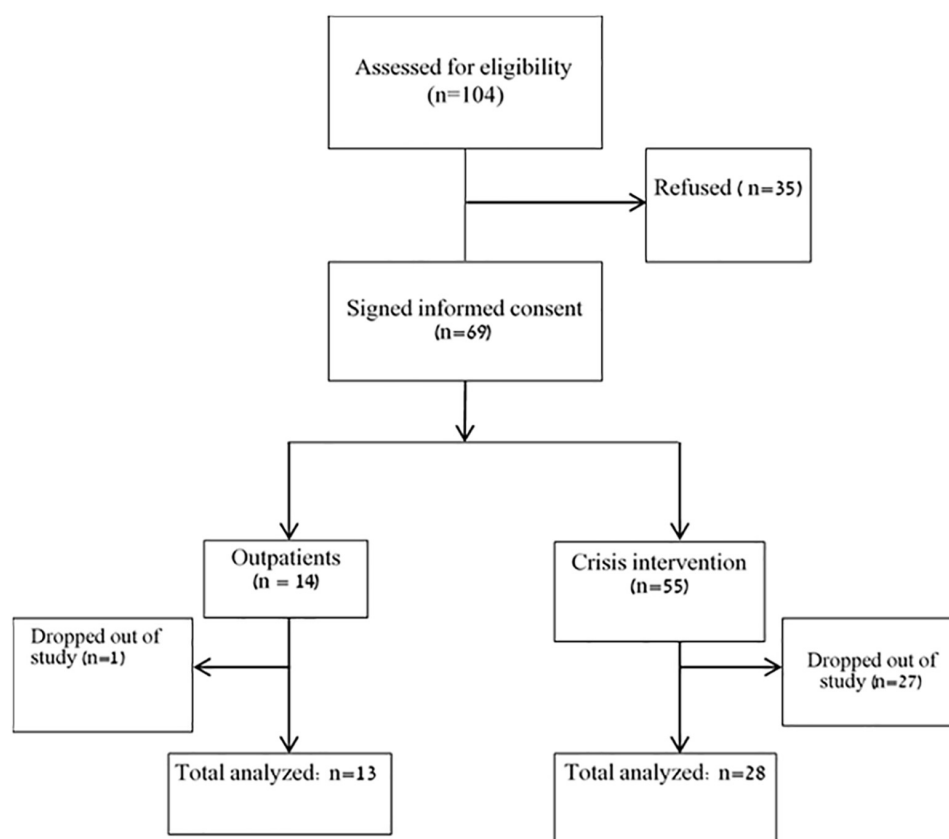 Assessed for eligibility
(n=104)
Refused ( n=35)
Signed informed consent
(n=69)
Outpatients
(n = 14)
Crisis intervention
(n=55)
Dropped out of
study (n=1)
Dropped out of
study (n=27)
Total analyzed: n=13
Total analyzed: n=28